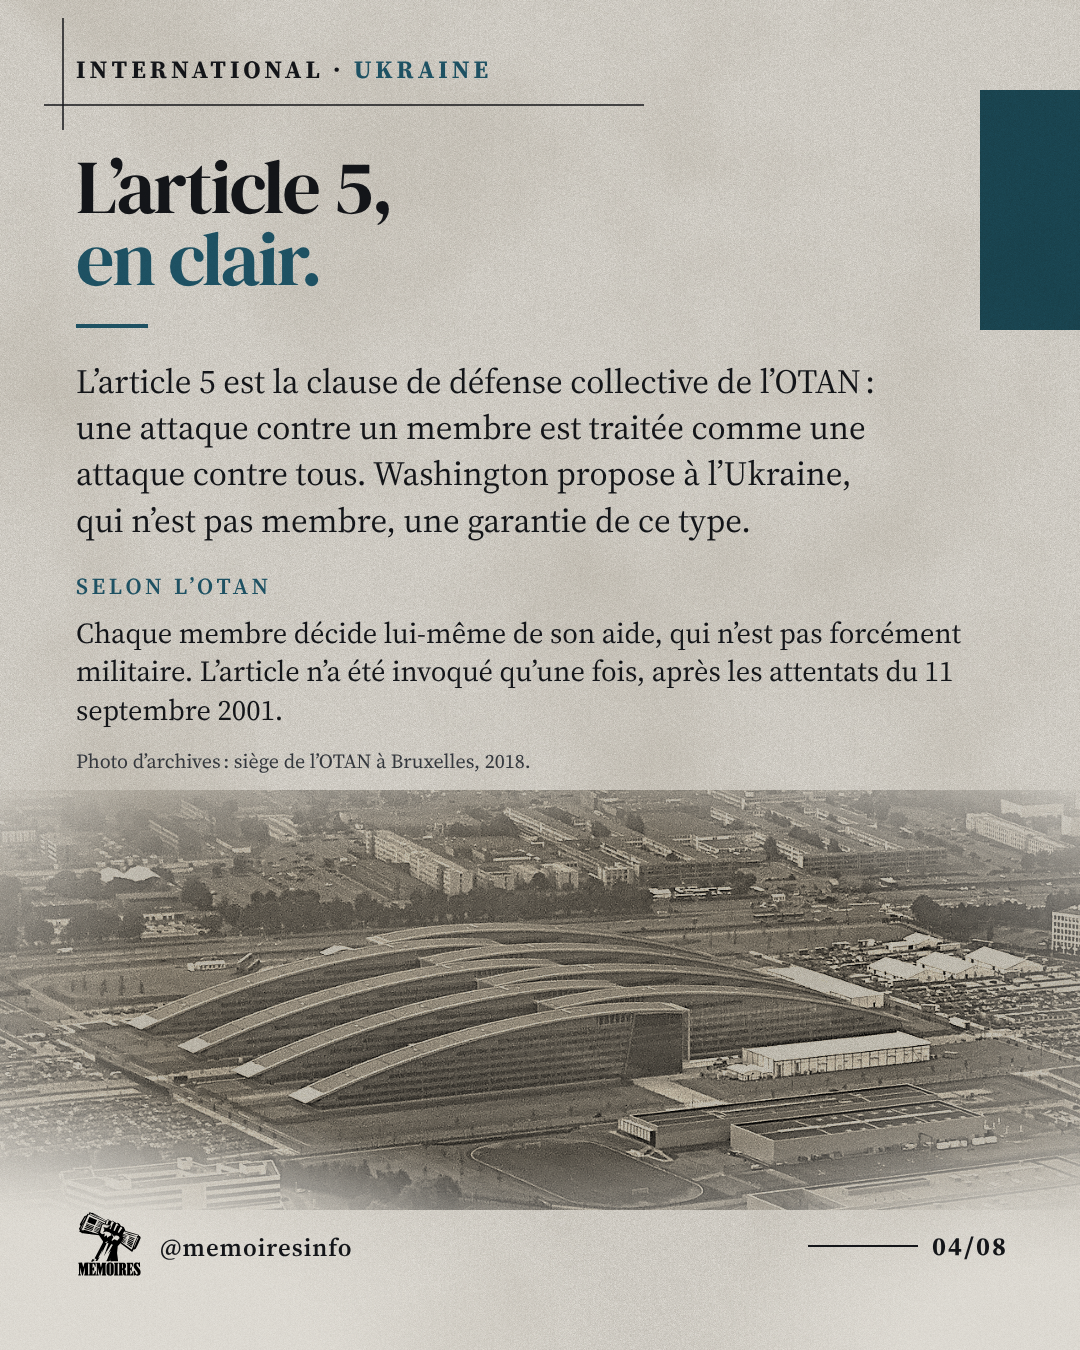 INTERNATIONAL · UKRAINE
L’article 5,
en clair.
L’article 5 est la clause de défense collective de l’OTAN :
une attaque contre un membre est traitée comme une
attaque contre tous. Washington propose à l’Ukraine,
qui n’est pas membre, une garantie de ce type.
SELON L’OTAN
Chaque membre décide lui-même de son aide, qui n’est pas forcément
militaire. L’article n’a été invoqué qu’une fois, après les attentats du 11
septembre 2001.
Photo d’archives : siège de l’OTAN à Bruxelles, 2018.
MÉMOIRES
@memoiresinfo
04/08